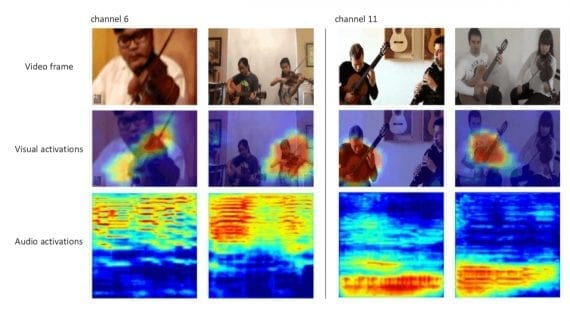 channel 6
channel 11
Video frame
Visual activations
Audio activations